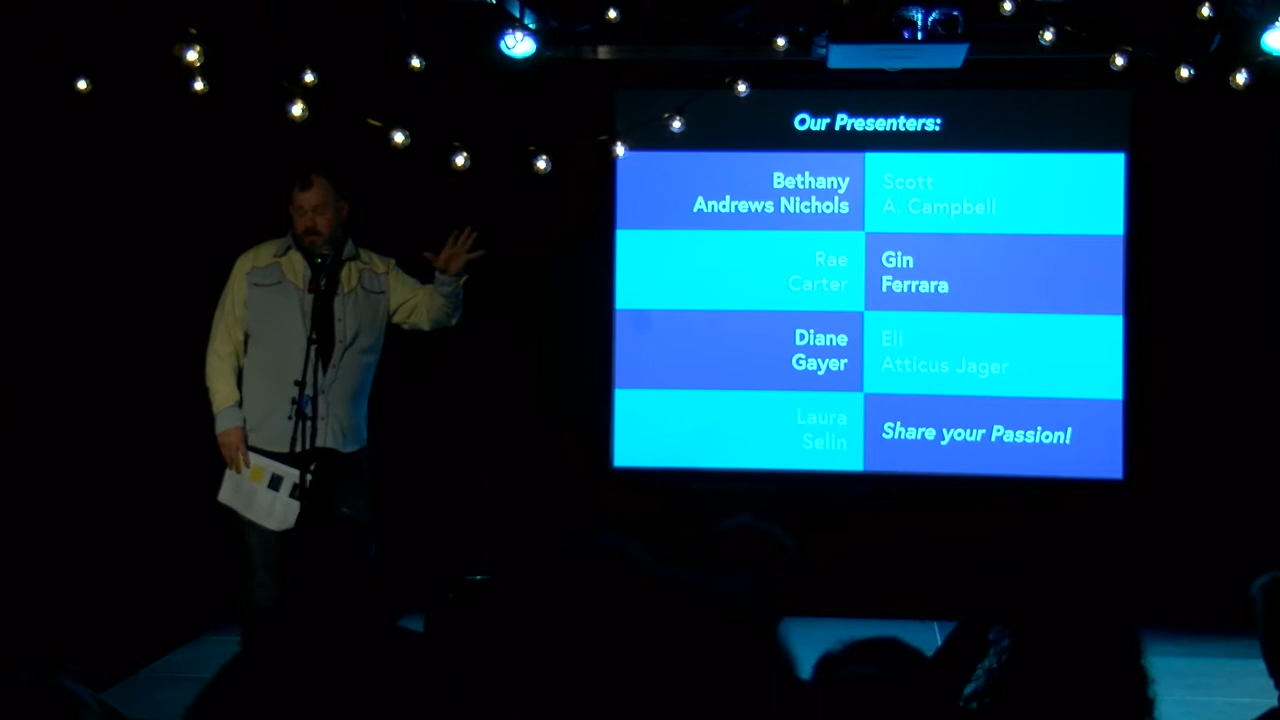 Our Presenters:
Bethany
Andrews Nichols
Scott
A. Campbell
Rae
Carter
Gin
Ferrara
Diane
Gayer
Eli
Atticus Jager
Laura
Selin
Share your Passion!